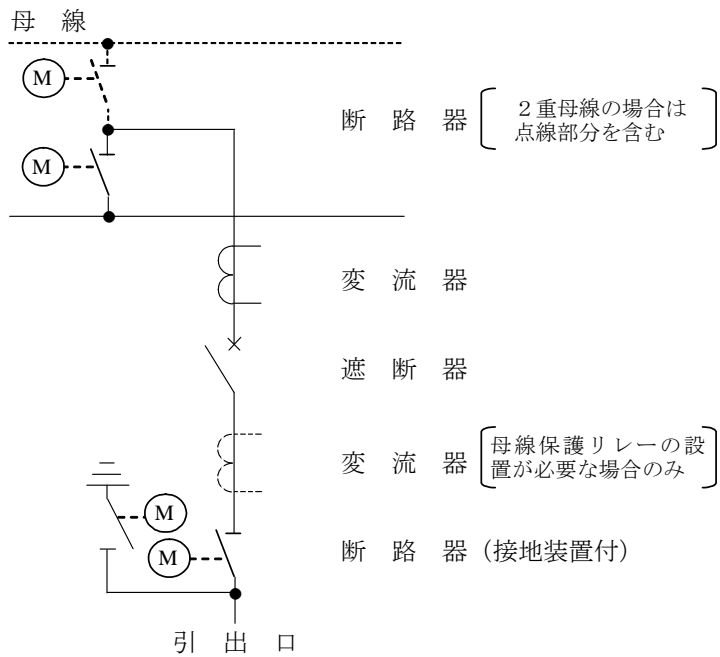 母 線
M
断 路 器
２重母線の場合は
点線部分を含む
M
変 流 器
遮 断 器
変 流 器
母線保護リレーの設
置が必要な場合のみ
M
M
断 路 器 (接地装置付)
引 出 口